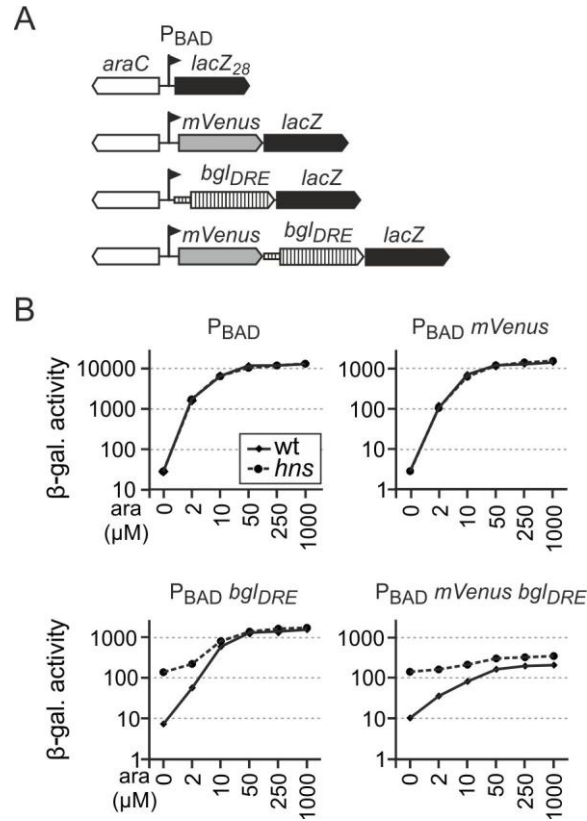 A
PBAD
araC lacZ28
mVenus lacZ
bglDRE lacZ
mVenus bglDRE lacZ
B
PBAD PBAD mVenus
β-gal. activity
10000
1000
100
10
wt
hns
0 2 10 50 250 1000
ara
(µM)
1000
100
10
1
0 2 10 50 250 1000
PBAD bglDRE PBAD mVenus bglDRE
β-gal. activity
1000
100
10
1
0 2 10 50 250 1000
ara
(µM)
1000
100
10
1
0 2 10 50 250 1000